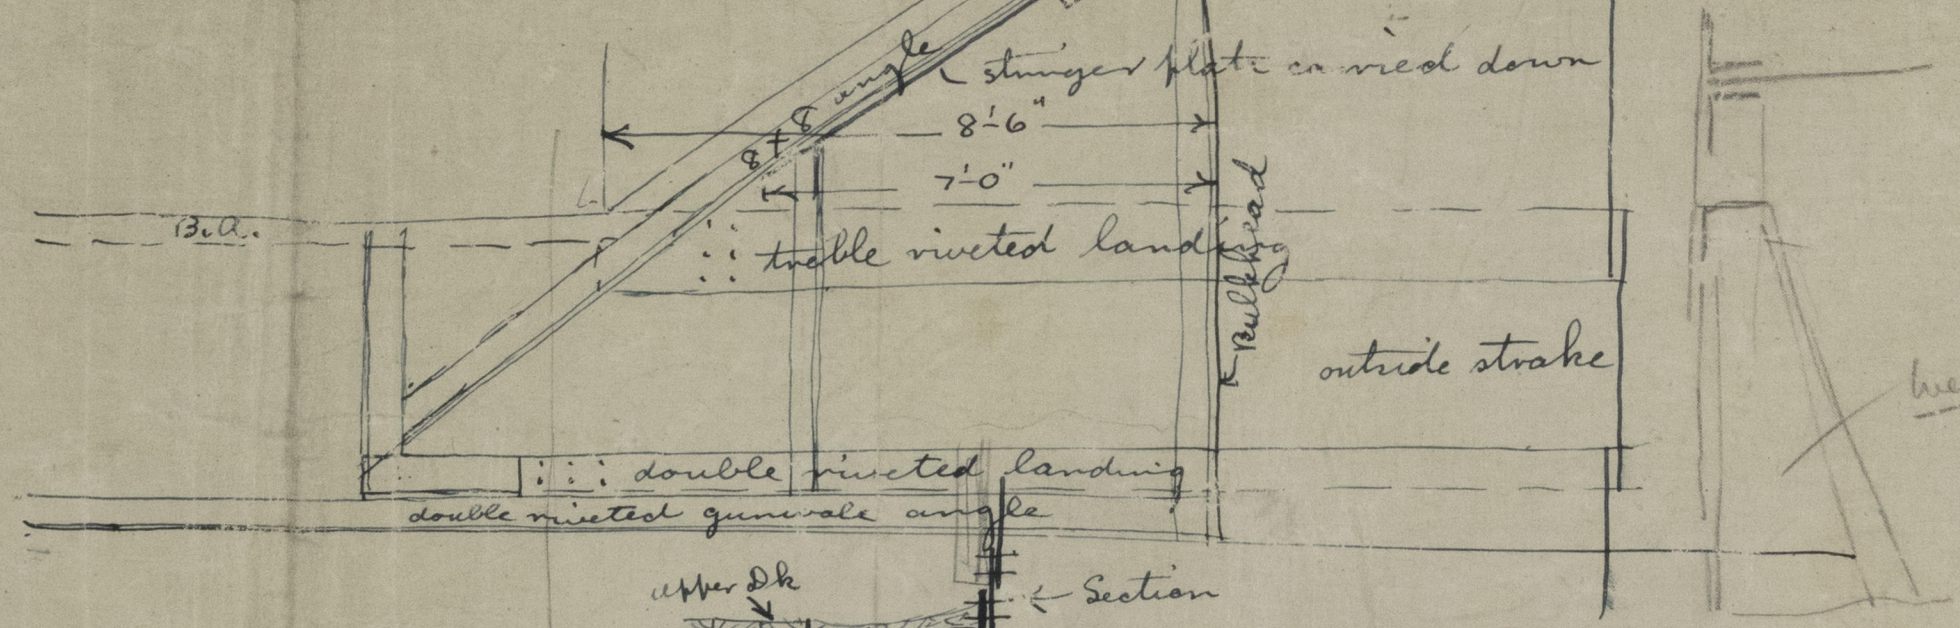 8 x 8 angle
stringer plate carried down
8'-6"
7'-0"
B.A.
treble riveted landing
Bulkhead
outside strake
double riveted landing
double riveted gunwale angle
upper Dk
Section